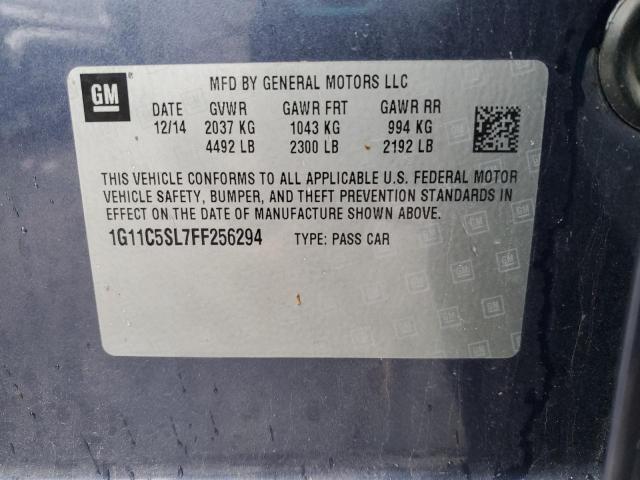 GM
MFD BY GENERAL MOTORS LLC
DATE GVWR GAWR FRT GAWR RR
12/14 2037 KG 1043 KG 994 KG
4492 LB 2300 LB 2192 LB
THIS VEHICLE CONFORMS TO ALL APPLICABLE U.S. FEDERAL MOTOR
VEHICLE SAFETY, BUMPER, AND THEFT PREVENTION STANDARDS IN
EFFECT ON THE DATE OF MANUFACTURE SHOWN ABOVE.
1G11C5SL7FF256294 TYPE: PASS CAR